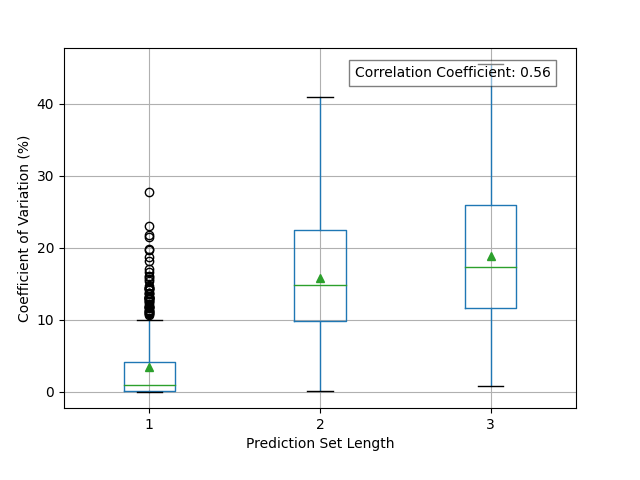 Correlation Coefficient: 0.56
40
30
20
10
0
Coefficient of Variation (%)
1
2
3
Prediction Set Length